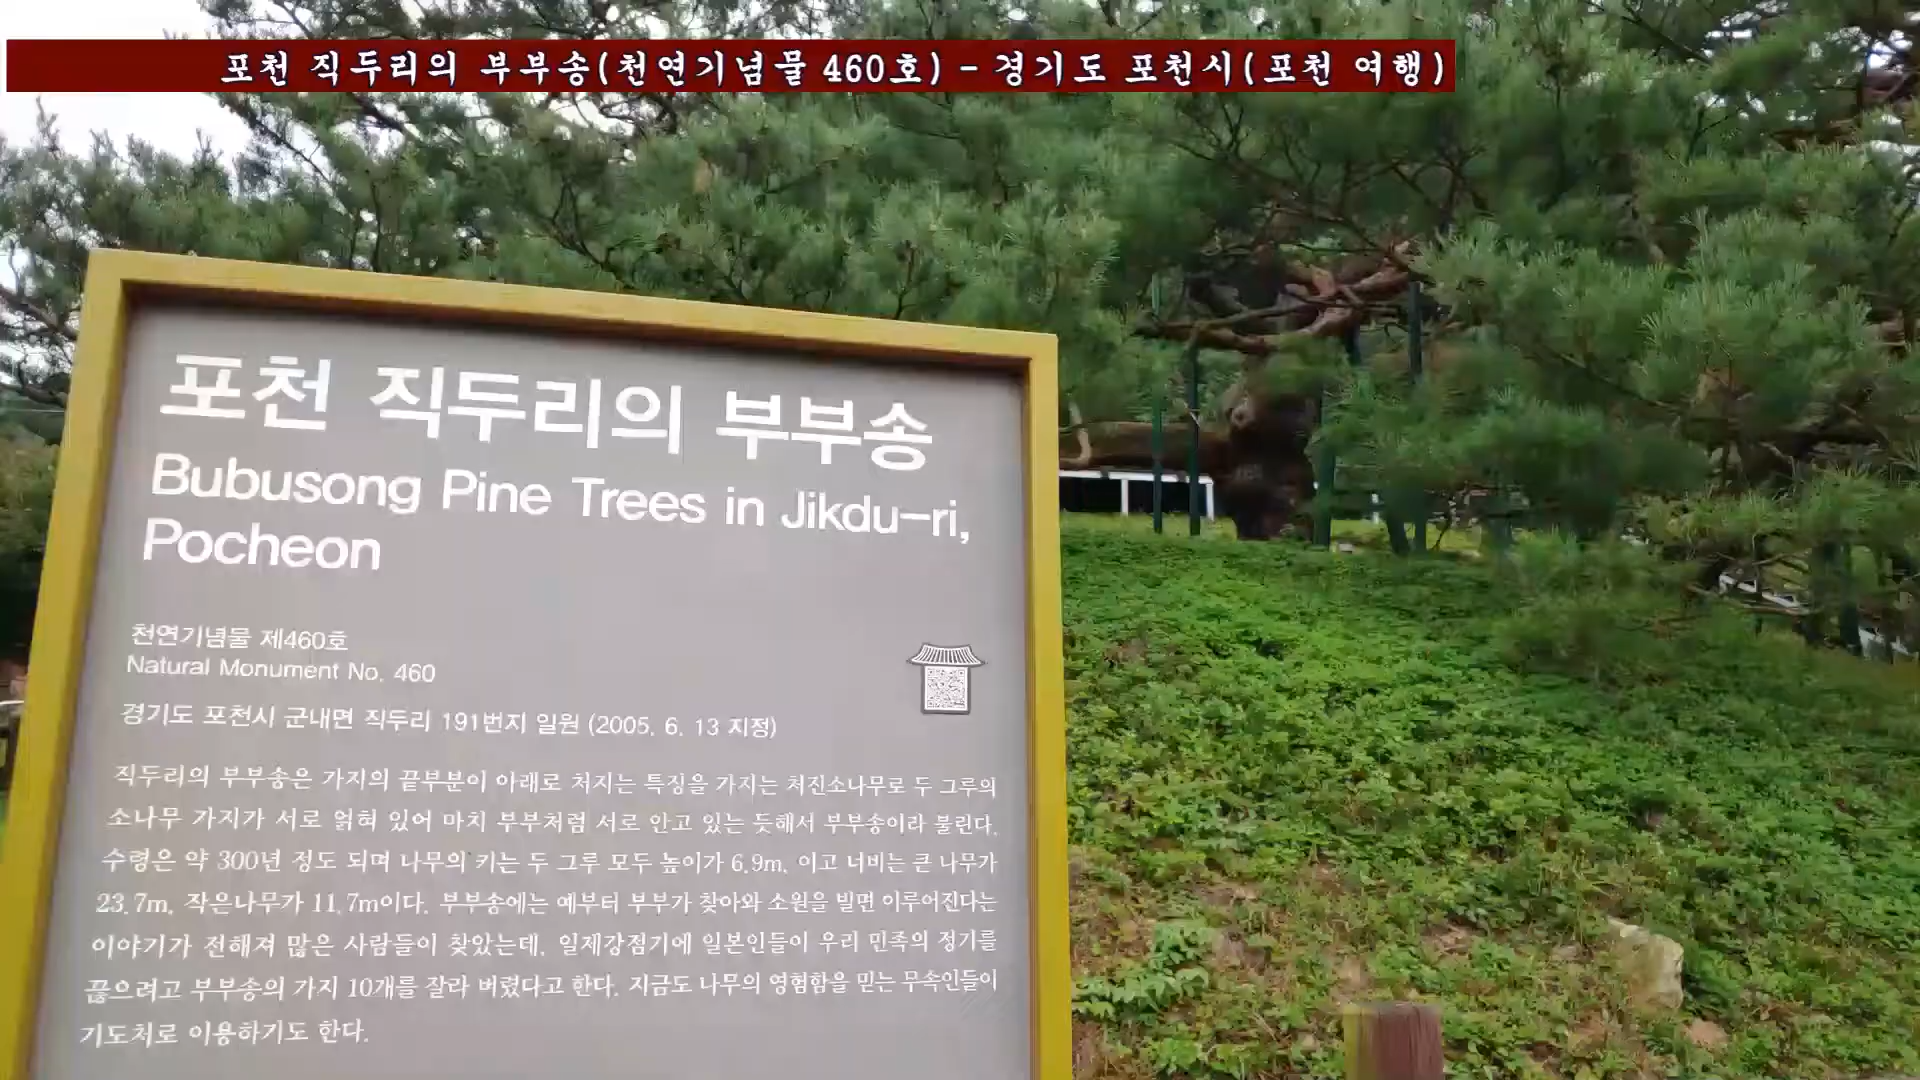 포천 직두리의 부부송(천연기념물 460호) - 경기도 포천시(포천 여행)
포천 직두리의 부부송
Bubusong Pine Trees in Jikdu-ri,
Pocheon
천연기념물 제460호
Natural Monument No. 460
경기도 포천시 군내면 직두리 191번지 일원 (2005. 6. 13 지정)
직두리의 부부송은 가지의 끝부분이 아래로 처지는 특징을 가지는 처진소나무로 두 그루의
소나무 가지가 서로 얽혀 있어 마치 부부처럼 서로 안고 있는 듯해서 부부송이라 불린다.
수령은 약 300년 정도 되며 나무의 키는 두 그루 모두 높이가 6.9m, 이고 너비는 큰 나무가
23.7m, 작은나무가 11.7m이다. 부부송에는 예부터 부부가 찾아와 소원을 빌면 이루어진다는
이야기가 전해져 많은 사람들이 찾았는데, 일제강점기에 일본인들이 우리 민족의 정기를
끊으려고 부부송의 가지 10개를 잘라 버렸다고 한다. 지금도 나무의 영험함을 믿는 무속인들이
기도처로 이용하기도 한다.